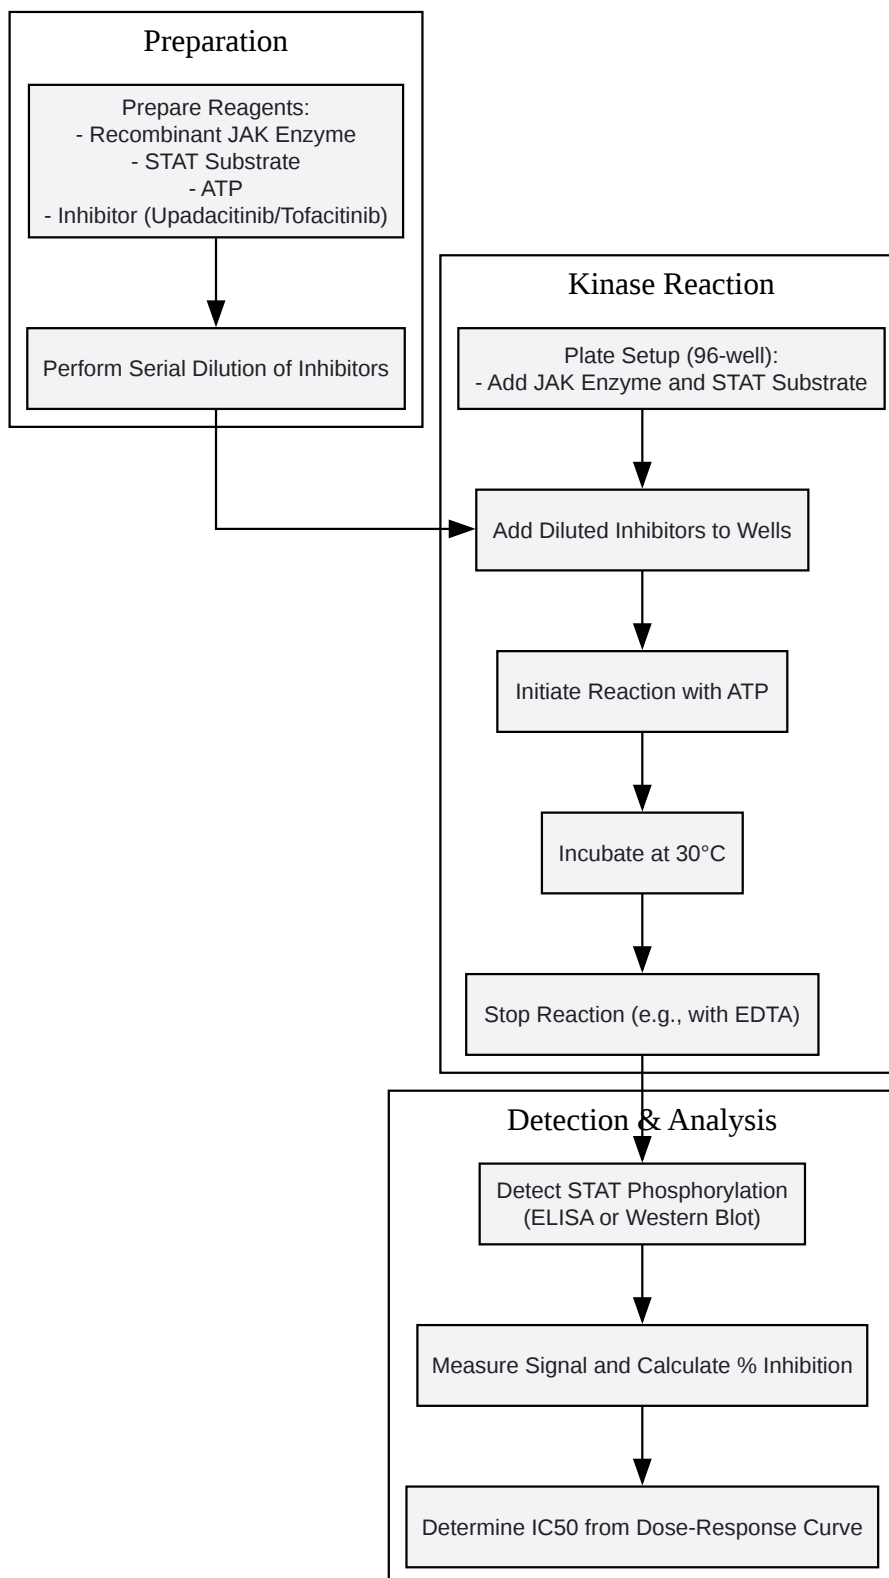 Preparation
Prepare Reagents:
- Recombinant JAK Enzyme
- STAT Substrate
- ATP
- Inhibitor (Upadacitinib/Tofacitinib)
Perform Serial Dilution of Inhibitors
Kinase Reaction
Plate Setup (96-well):
- Add JAK Enzyme and STAT Substrate
Add Diluted Inhibitors to Wells
Initiate Reaction with ATP
Incubate at 30°C
Stop Reaction (e.g., with EDTA)
Detection & Analysis
Detect STAT Phosphorylation
(ELISA or Western Blot)
Measure Signal and Calculate % Inhibition
Determine IC50 from Dose-Response Curve